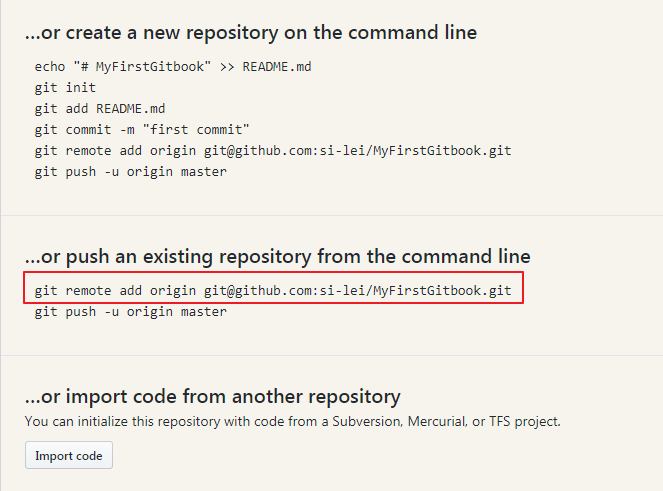 ...or create a new repository on the command line
echo "# MyFirstGitbook" >> README.md
git init
git add README.md
git commit -m "first commit"
git remote add origin git@github.com:si-lei/MyFirstGitbook.git
git push -u origin master
...or push an existing repository from the command line
git remote add origin git@github.com:si-lei/MyFirstGitbook.git
git push -u origin master
...or import code from another repository
You can initialize this repository with code from a Subversion, Mercurial, or TFS project.
Import code